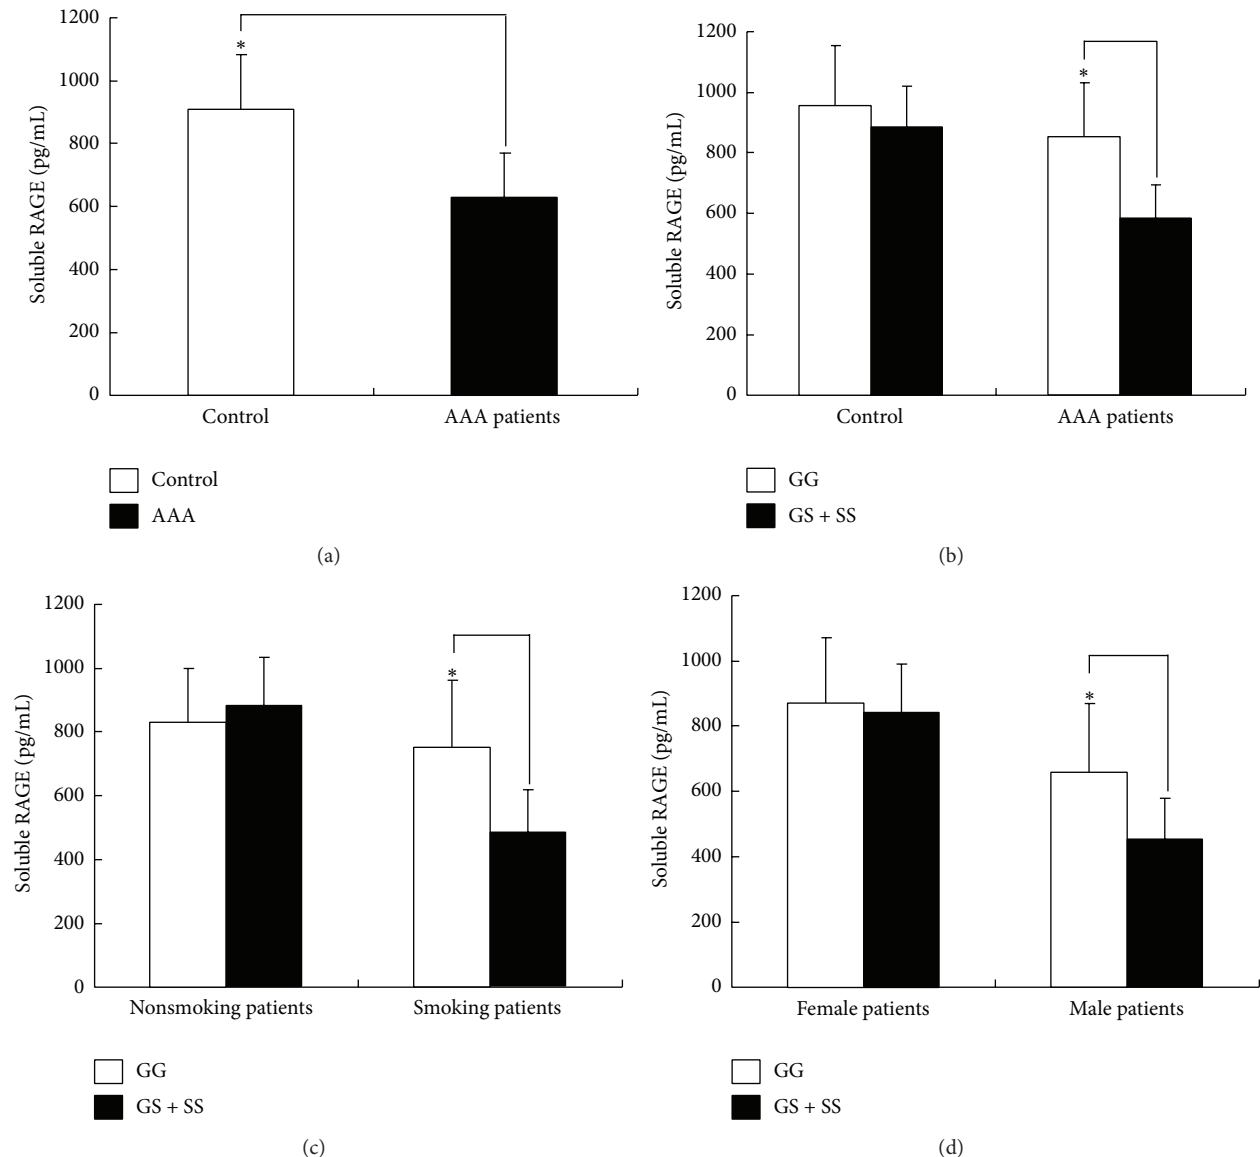 1200
1000
800
600
400
200
0
Soluble RAGE (pg/mL)
*
Control
AAA patients
Control
AAA
(a)
1200
1000
800
600
400
200
0
Soluble RAGE (pg/mL)
*
Control
AAA patients
GG
GS + SS
(b)
1200
1000
800
600
400
200
0
Soluble RAGE (pg/mL)
*
Nonsmoking patients
Smoking patients
GG
GS + SS
(c)
1200
1000
800
600
400
200
0
Soluble RAGE (pg/mL)
*
Female patients
Male patients
GG
GS + SS
(d)